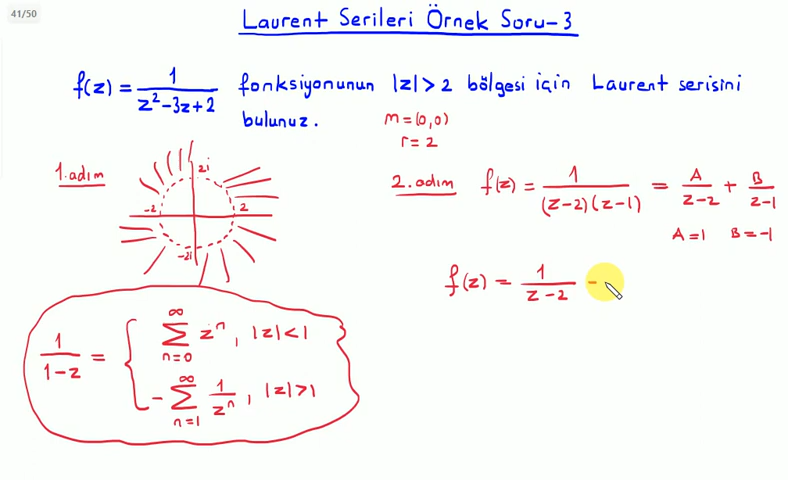 41/50
Laurent Serileri Örnek Soru-3
f(z) = 1/(z²-3z+2) fonksiyonunun |z|>2 bölgesi için Laurent serisini
bulunuz.
m=(0,0)
r=2
1.adım
2i
-2 2
-2i
2.adım f(z) = 1/((z-2)(z-1)) = A/(z-2) + B/(z-1)
A=1 B=-1
f(z) = 1/(z-2) -
1/(1-z) = { ∑_{n=0}^{∞} zⁿ, |z|<1
-∑_{n=1}^{∞} 1/zⁿ, |z|>1